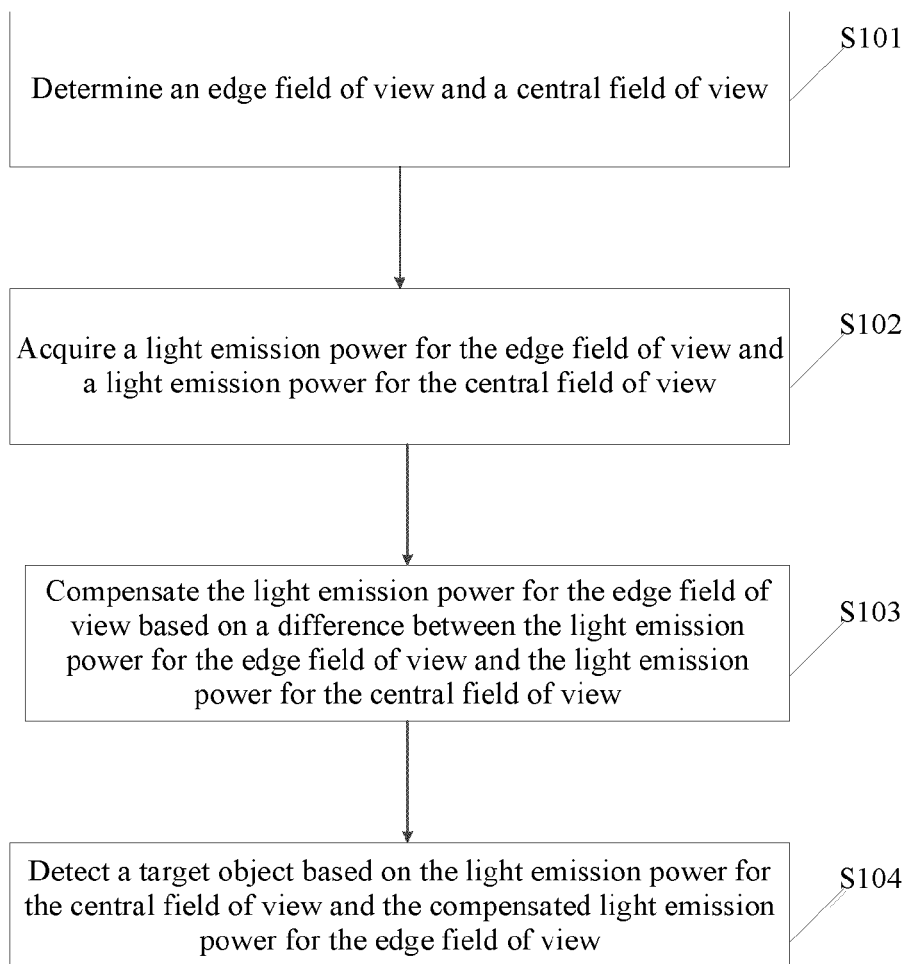 S101
Determine an edge field of view and a central field of view
S102
Acquire a light emission power for the edge field of view and
a light emission power for the central field of view
S103
Compensate the light emission power for the edge field of
view based on a difference between the light emission
power for the edge field of view and the light emission
power for the central field of view
S104
Detect a target object based on the light emission power for
the central field of view and the compensated light emission
power for the edge field of view